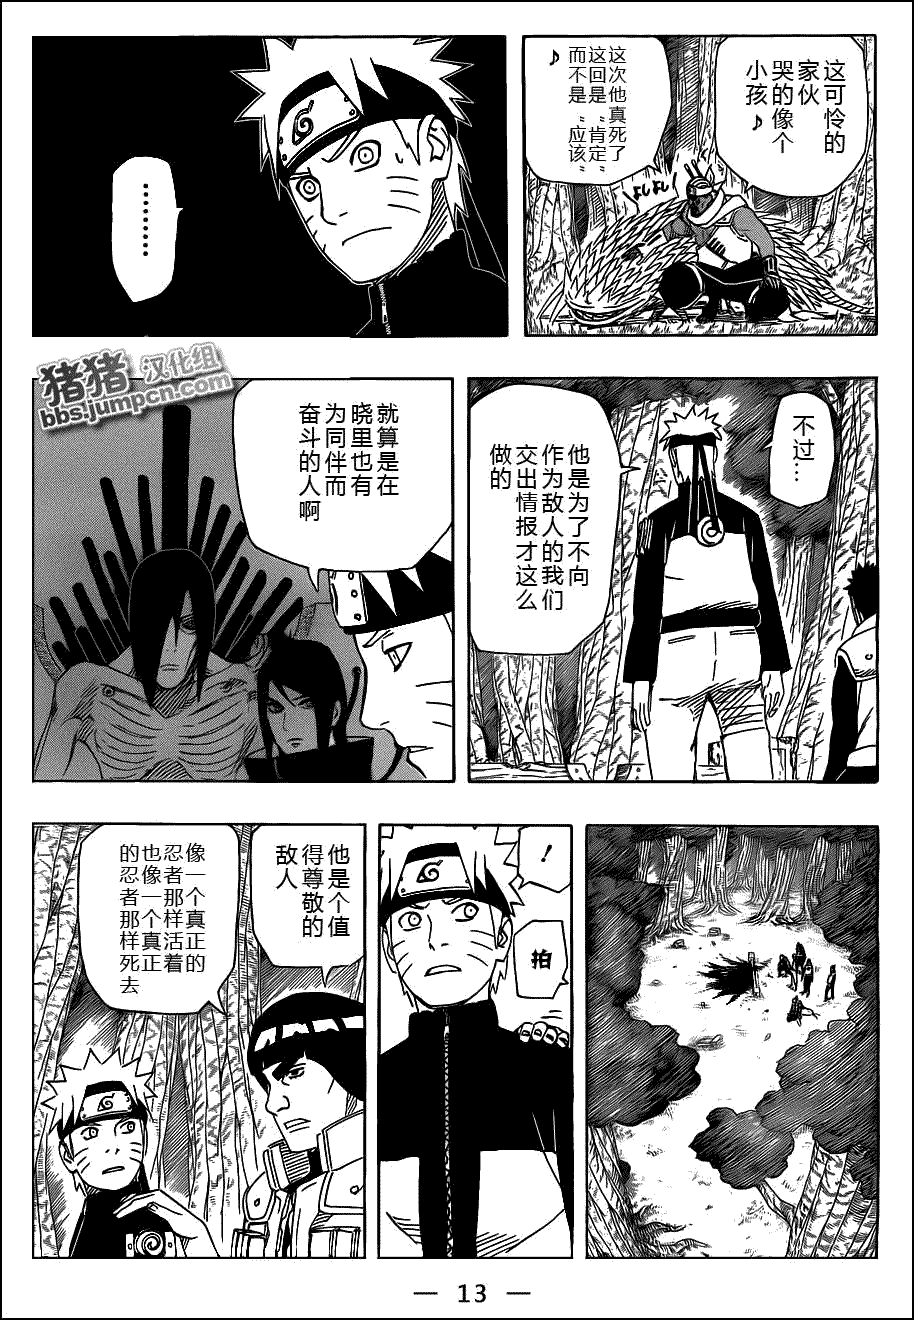 这可怜的
家伙
哭的像个
小孩♪
这次他真死了
这回是“肯定”
而不是“应该”
♪
よしよし
………
不过…
他是为了不向
作为敌人的我们
交出情报才这么
做的
就算是在
晓里也有
为同伴而
奋斗的人啊
猪猪汉化组
bbs.jumpcn.com
！
拍
他是个值
得尊敬的
敌人
像一个真正的
忍者那样活着
也像一个真正
的忍者那样死去
— 13 —